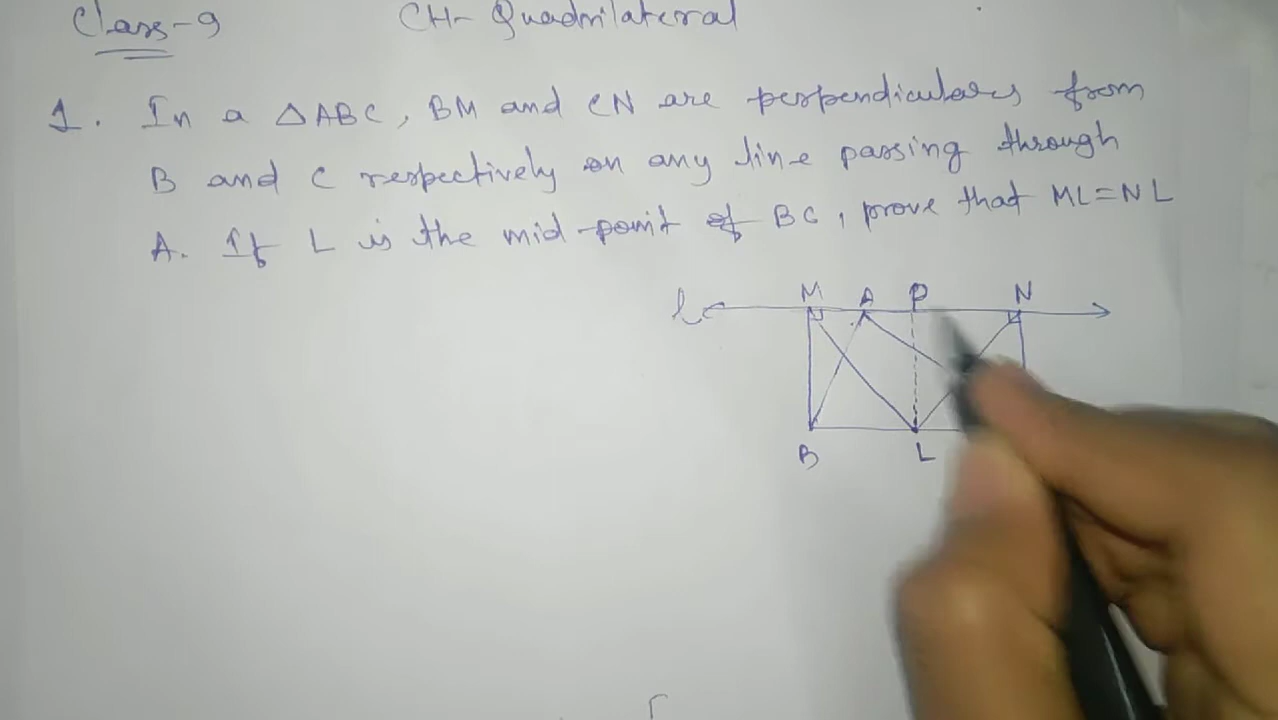 Class-9
CH- Quadrilateral
1. In a △ABC, BM and CN are perpendiculars from
B and C respectively on any line passing through
A. If L is the mid-point of BC, prove that ML=NL
l M A P N
B L